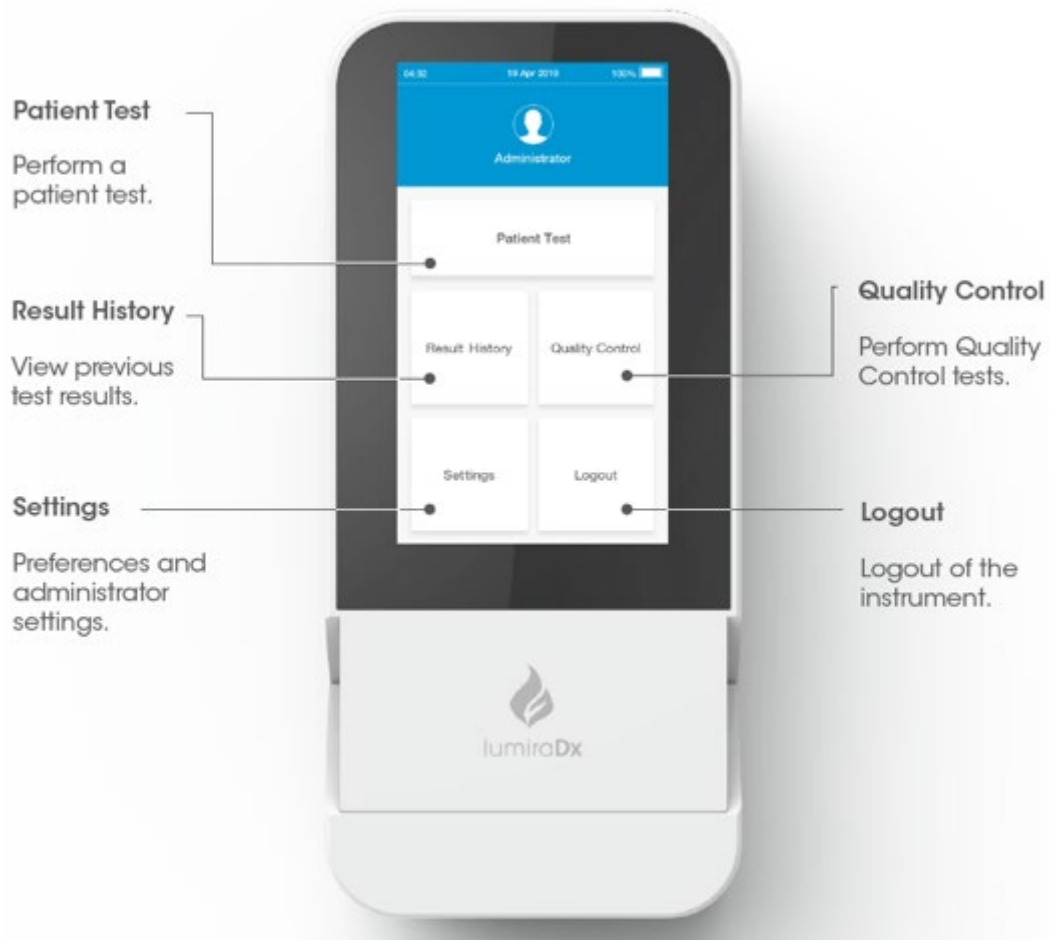 04:32 19 Apr 2019 100%
Administrator
Patient Test
Result History
Quality Control
Settings
Logout
lumiraDx
Patient Test
Perform a
patient test.
Result History
View previous
test results.
Settings
Preferences and
administrator
settings.
Quality Control
Perform Quality
Control tests.
Logout
Logout of the
instrument.